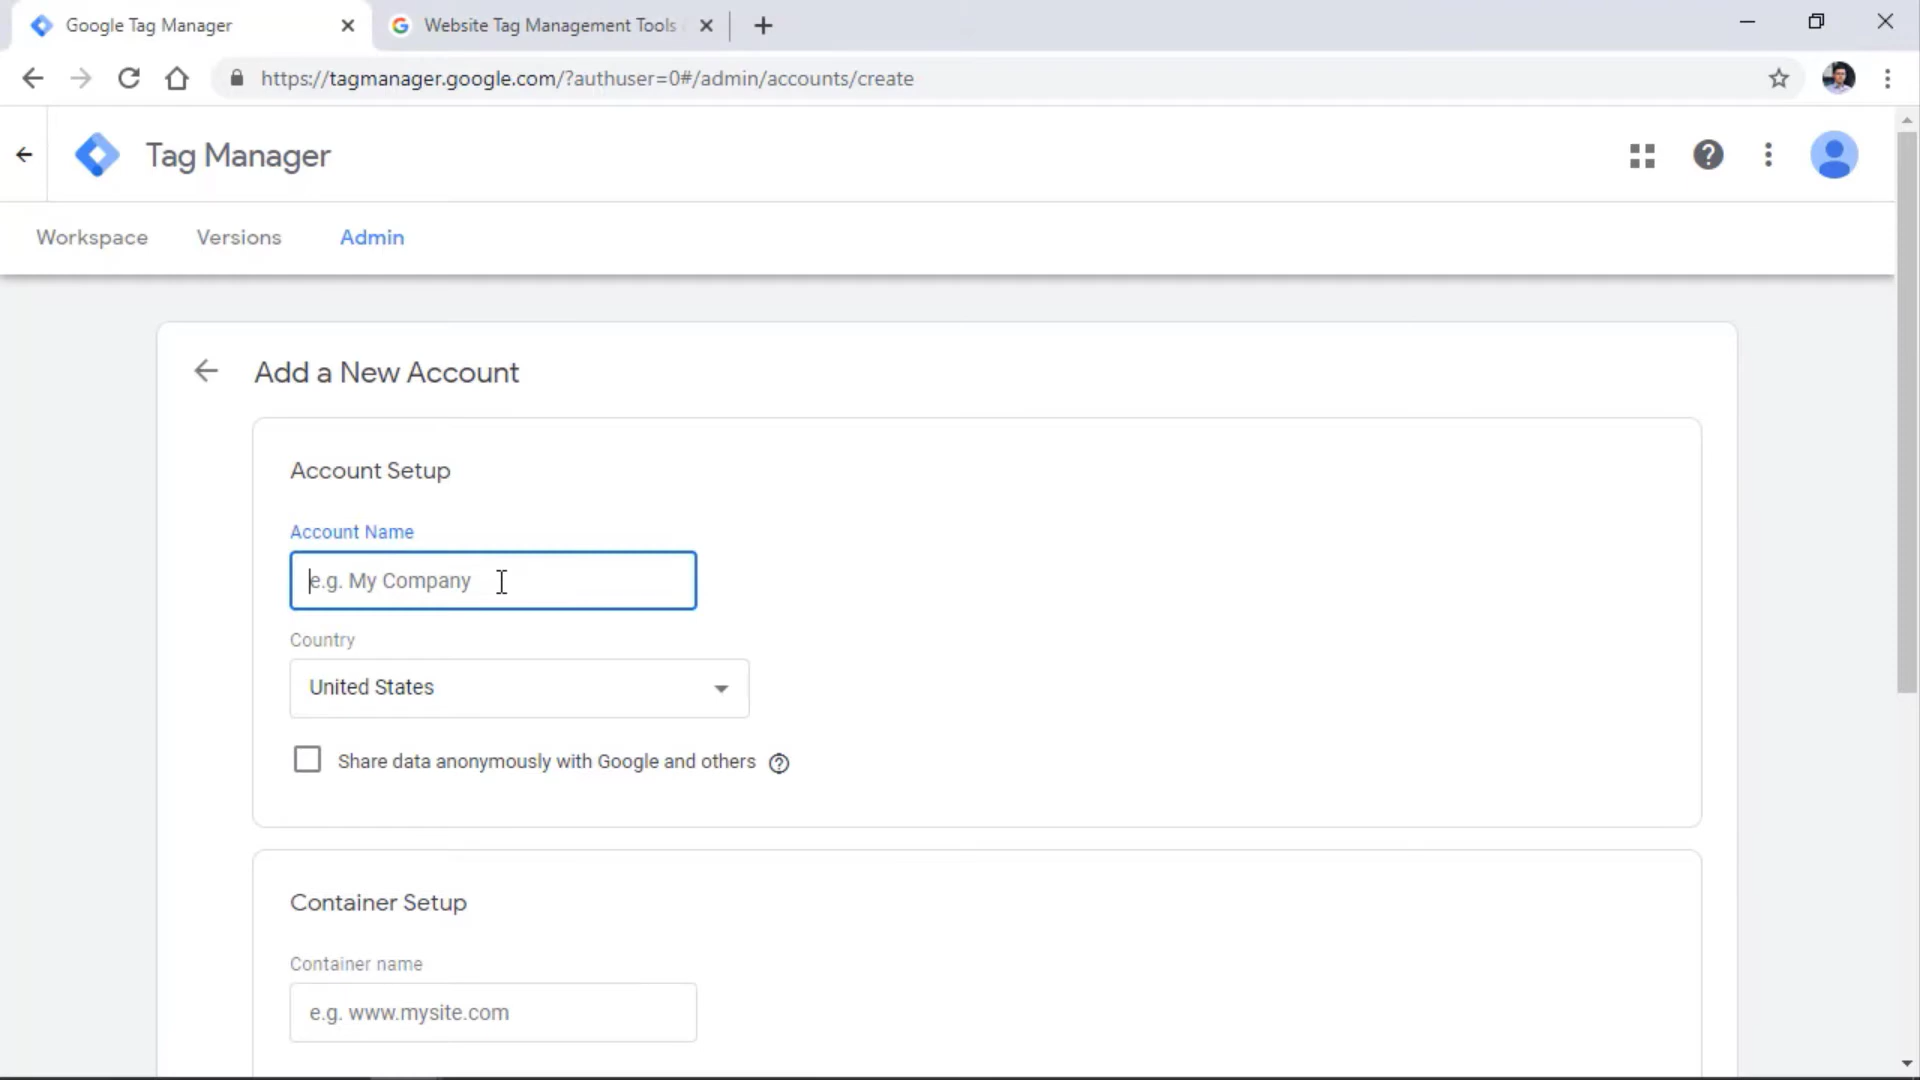 Google Tag Manager
Website Tag Management Tools
https://tagmanager.google.com/?authuser=0#/admin/accounts/create
Tag Manager
Workspace Versions Admin
Add a New Account
Account Setup
Account Name
e.g. My Company
Country
United States
Share data anonymously with Google and others
Container Setup
Container name
e.g. www.mysite.com